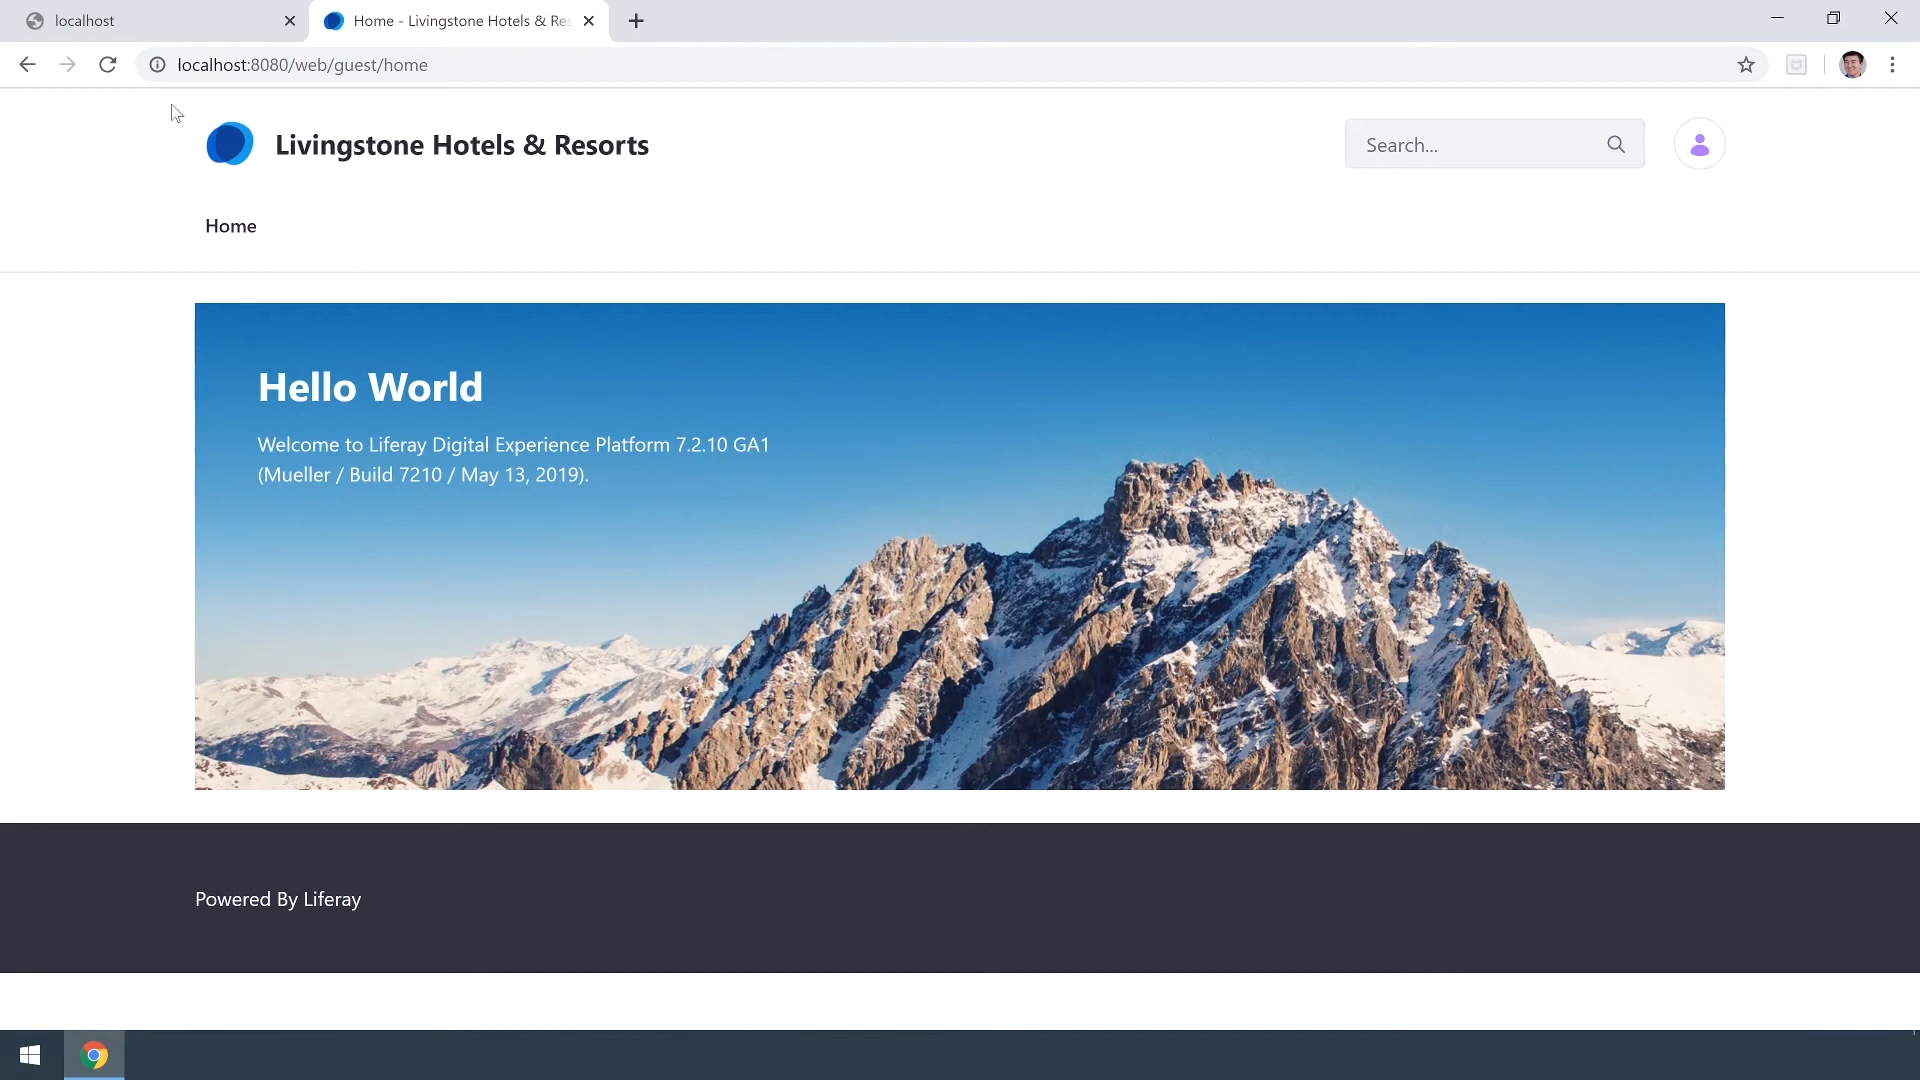 localhost
Home - Livingstone Hotels & Res
localhost:8080/web/guest/home
Livingstone Hotels & Resorts
Search...
Home
Hello World
Welcome to Liferay Digital Experience Platform 7.2.10 GA1
(Mueller / Build 7210 / May 13, 2019).
Powered By Liferay